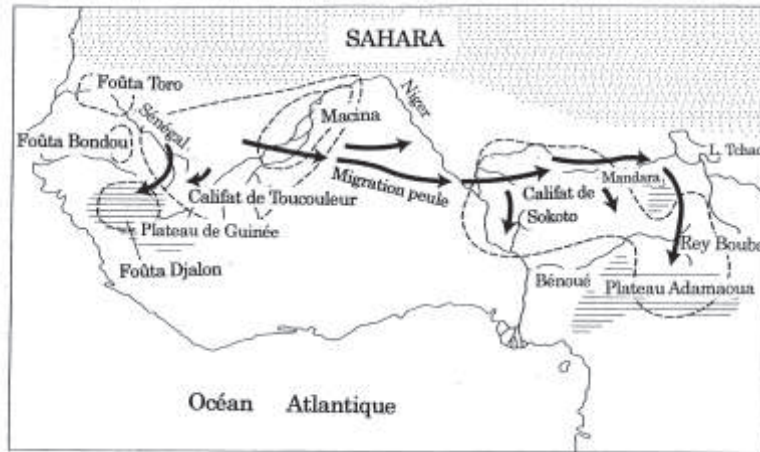 SAHARA
Foûta Toro
Niger
Sénégal
Macina
Foûta Bondou
L. Tchad
Migration peule
Mandara
Califat de Toucouleur
Califat de
Sokoto
Plateau de Guinée
Rey Bouba
Foûta Djalon
Bénoué
Plateau Adamaoua
Océan Atlantique